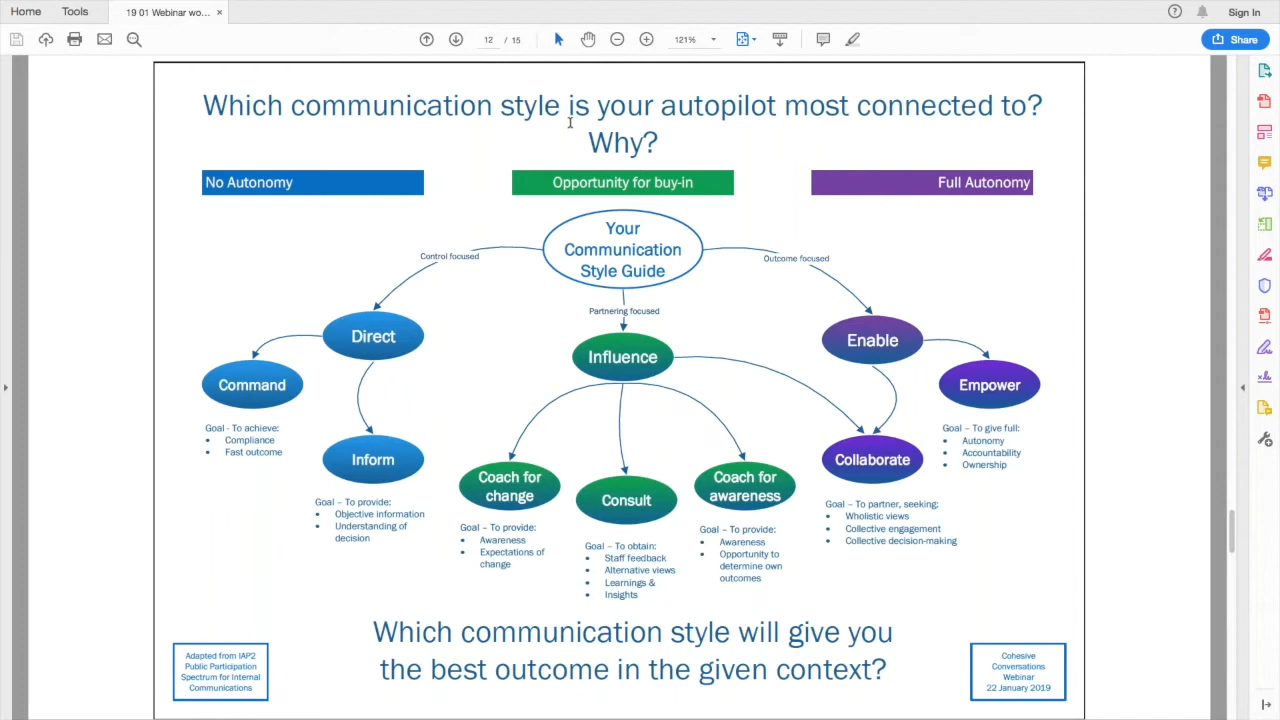 Home
Tools
19 01 Webinar wo...
×
Sign In
12 / 15
121%
Share
Which communication style is your autopilot most connected to?
Why?
No Autonomy
Opportunity for buy-in
Full Autonomy
Your
Communication
Style Guide
Control focused
Outcome focused
Partnering focused
Direct
Influence
Enable
Command
Empower
Goal - To achieve:
• Compliance
• Fast outcome
Goal – To give full:
• Autonomy
• Accountability
• Ownership
Inform
Collaborate
Coach for
change
Consult
Coach for
awareness
Goal – To provide:
• Objective information
• Understanding of
decision
Goal – To provide:
• Awareness
• Expectations of
change
Goal – To obtain:
• Staff feedback
• Alternative views
• Learnings &
• Insights
Goal – To provide:
• Awareness
• Opportunity to
determine own
outcomes
Goal – To partner, seeking:
• Wholistic views
• Collective engagement
• Collective decision-making
Which communication style will give you
the best outcome in the given context?
Adapted from IAP2
Public Participation
Spectrum for Internal
Communications
Cohesive
Conversations
Webinar
22 January 2019